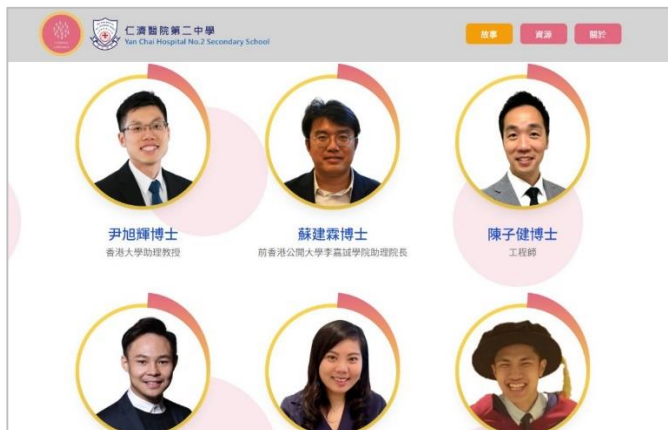 仁濟醫院第二中學
Yan Chai Hospital No.2 Secondary School
故事
資源
關於
尹旭輝博士
香港大學助理教授
蘇建霖博士
前香港公開大學李嘉誠學院助理院長
陳子健博士
工程師